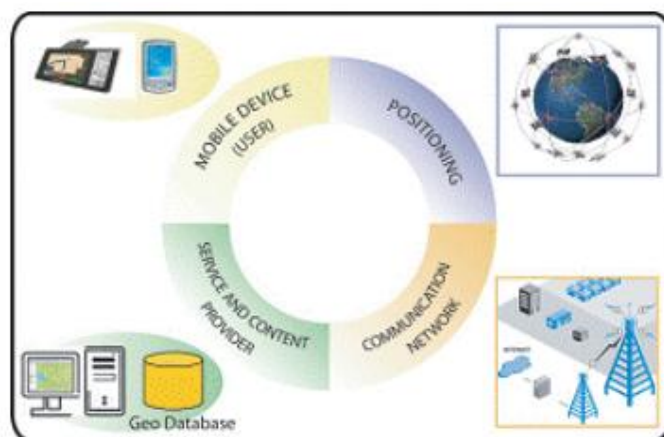 MOBILE DEVICE
(USER)
POSITIONING
SERVICE AND CONTENT
PROVIDER
COMMUNICATION
NETWORK
INTERNET
Geo Database